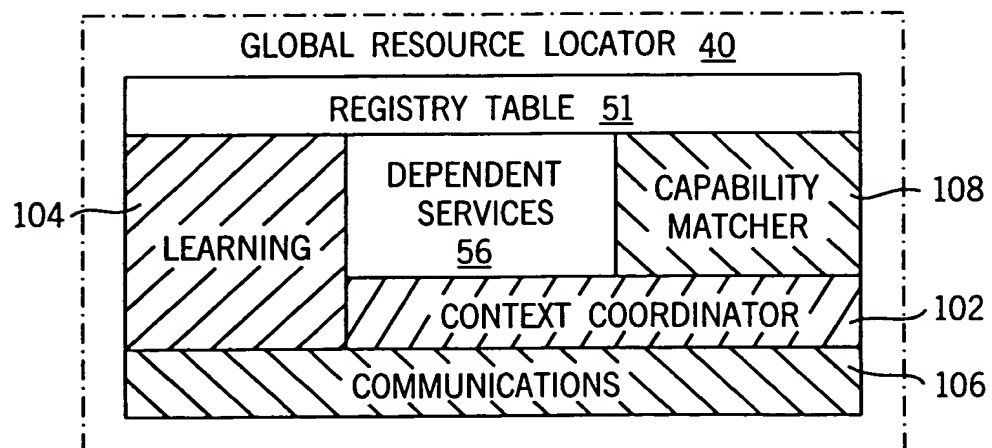 GLOBAL RESOURCE LOCATOR 40
REGISTRY TABLE 51
DEPENDENT
SERVICES
56
CAPABILITY
MATCHER
108
104
LEARNING
CONTEXT COORDINATOR
102
COMMUNICATIONS
106